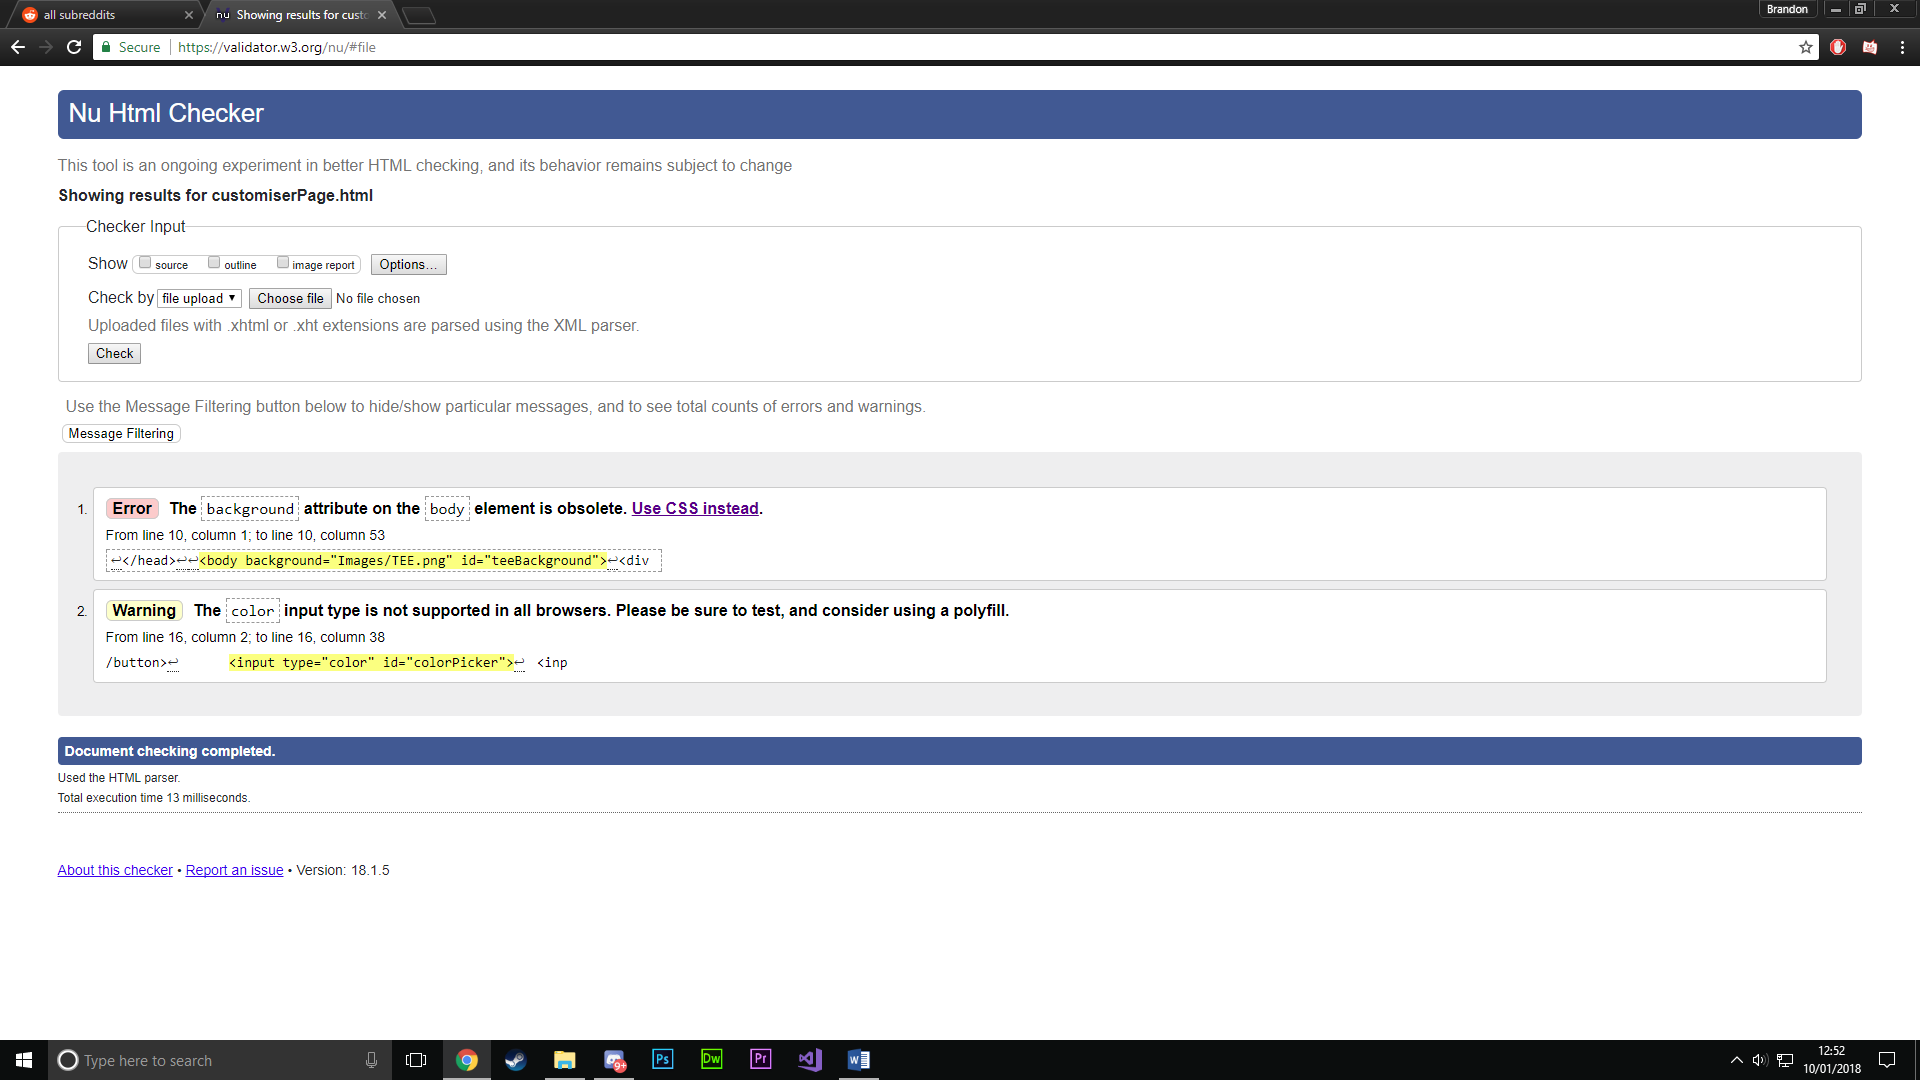 all subreddits
nu Showing results for custo
Brandon
Secure https://validator.w3.org/nu/#file
Nu Html Checker
This tool is an ongoing experiment in better HTML checking, and its behavior remains subject to change
Showing results for customiserPage.html
Checker Input
Show source outline image report Options...
Check by file upload Choose file No file chosen
Uploaded files with .xhtml or .xht extensions are parsed using the XML parser.
Check
Use the Message Filtering button below to hide/show particular messages, and to see total counts of errors and warnings.
Message Filtering
1. Error The background attribute on the body element is obsolete. Use CSS instead.
From line 10, column 1; to line 10, column 53
↩</head>↩↩<body background="Images/TEE.png" id="teeBackground">↩<div
2. Warning The color input type is not supported in all browsers. Please be sure to test, and consider using a polyfill.
From line 16, column 2; to line 16, column 38
/button>↩ <input type="color" id="colorPicker">↩ <inp
Document checking completed.
Used the HTML parser.
Total execution time 13 milliseconds.
About this checker • Report an issue • Version: 18.1.5
Type here to search
9+
Ps
Dw
Pr
12:52
10/01/2018